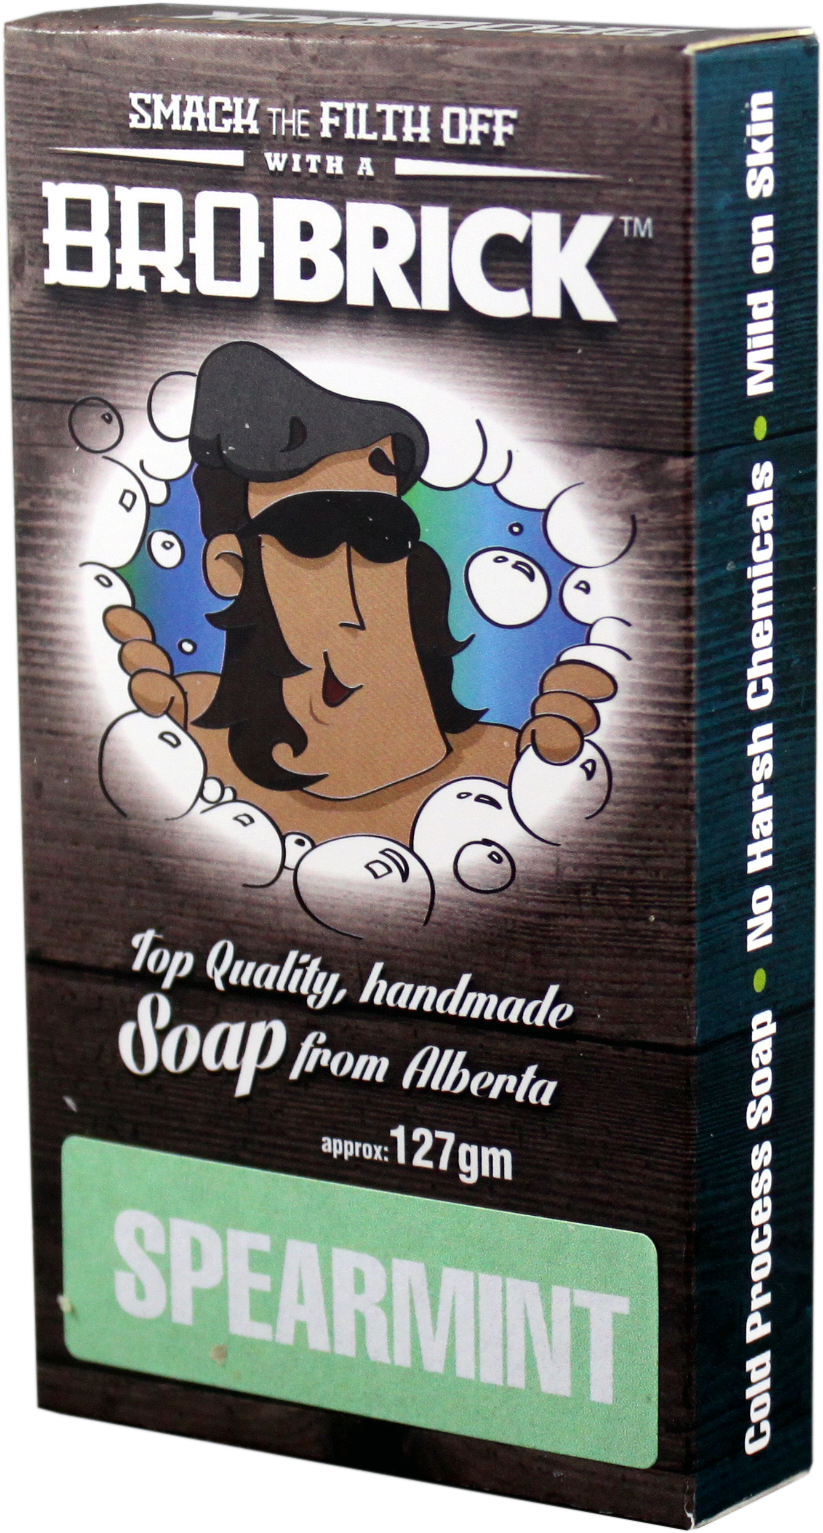 SMACK THE FILTH OFF
WITH A
BROBRICK™
Top Quality, handmade
Soap from Alberta
approx:127gm
SPEARMINT
Cold Process Soap • No Harsh Chemicals • Mild on Skin